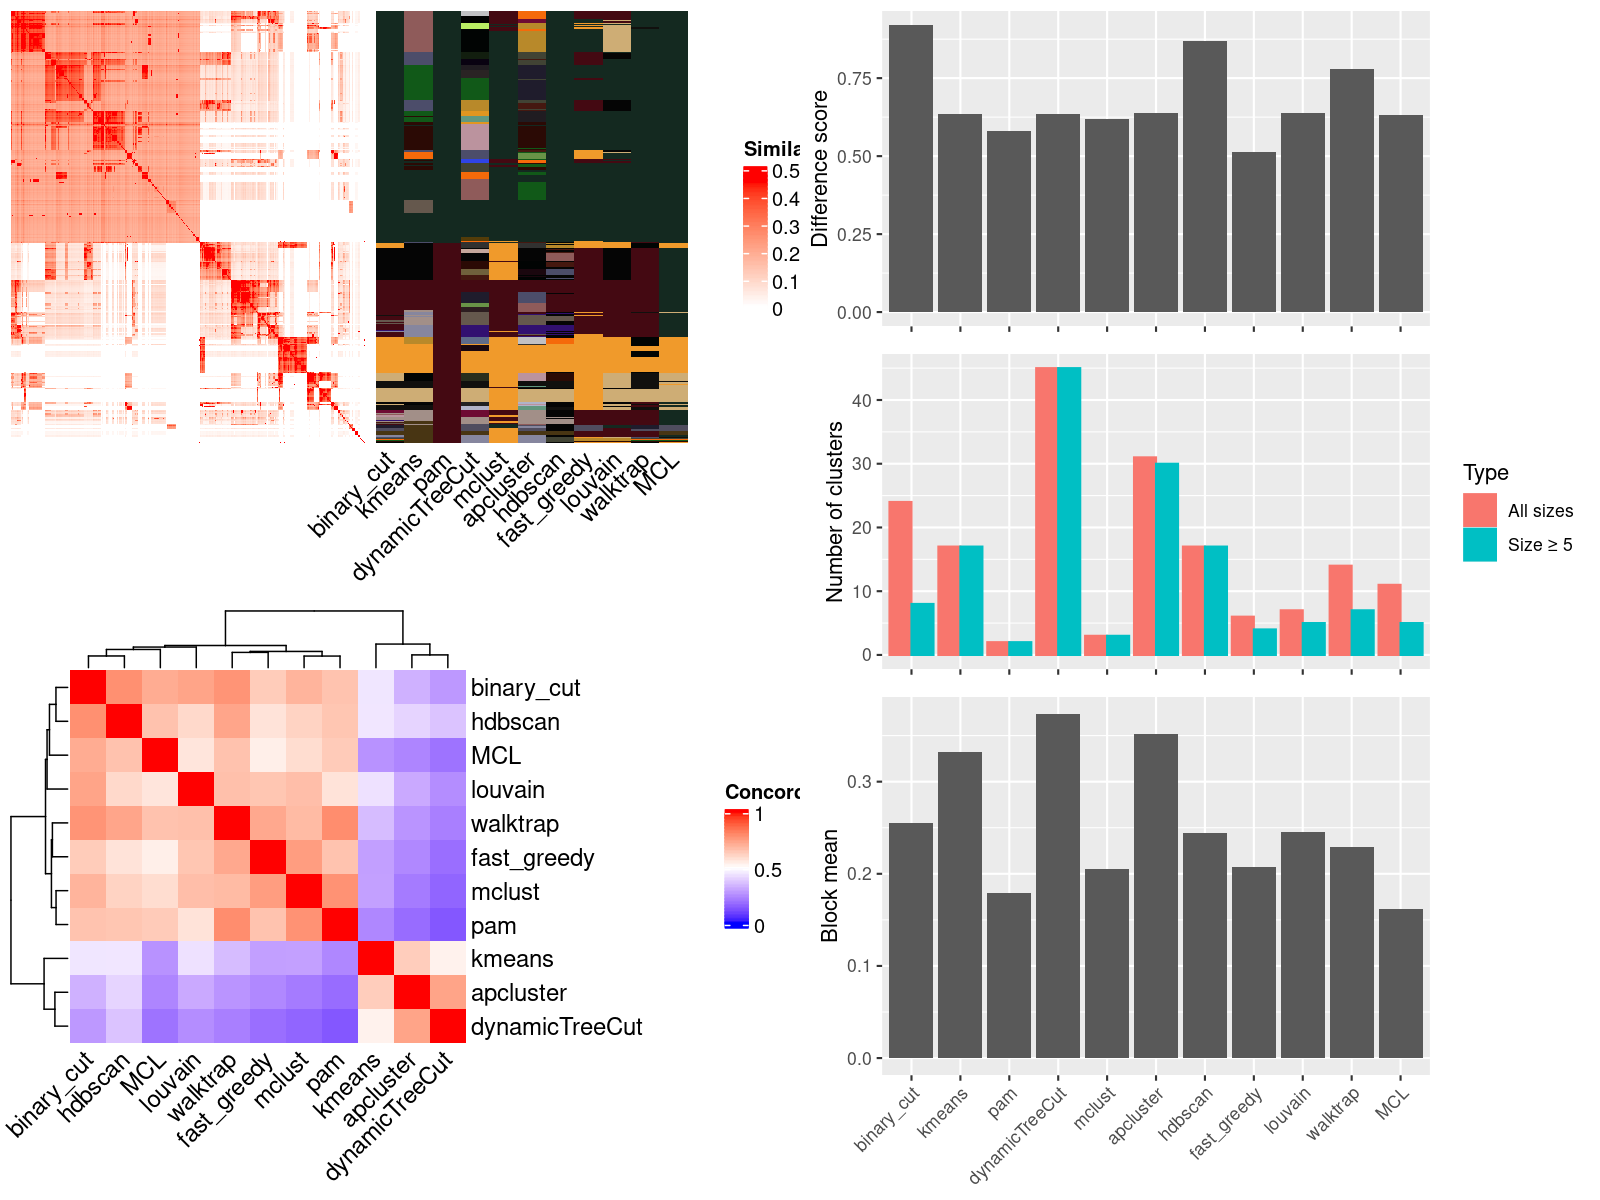 Simila
0.5
0.4
0.3
0.2
0.1
0
binary_cut
kmeans
pam
dynamicTreeCut
mclust
apcluster
hdbscan
fast_greedy
louvain
walktrap
MCL
Difference score
0.75
0.50
0.25
0.00
Number of clusters
40
30
20
10
0
Type
All sizes
Size ≥ 5
binary_cut
hdbscan
MCL
louvain
walktrap
fast_greedy
mclust
pam
kmeans
apcluster
dynamicTreeCut
binary_cut
hdbscan
MCL
louvain
walktrap
fast_greedy
mclust
pam
kmeans
apcluster
dynamicTreeCut
Concord
1
0.5
0
Block mean
0.3
0.2
0.1
0.0
binary_cut
kmeans
pam
dynamicTreeCut
mclust
apcluster
hdbscan
fast_greedy
louvain
walktrap
MCL